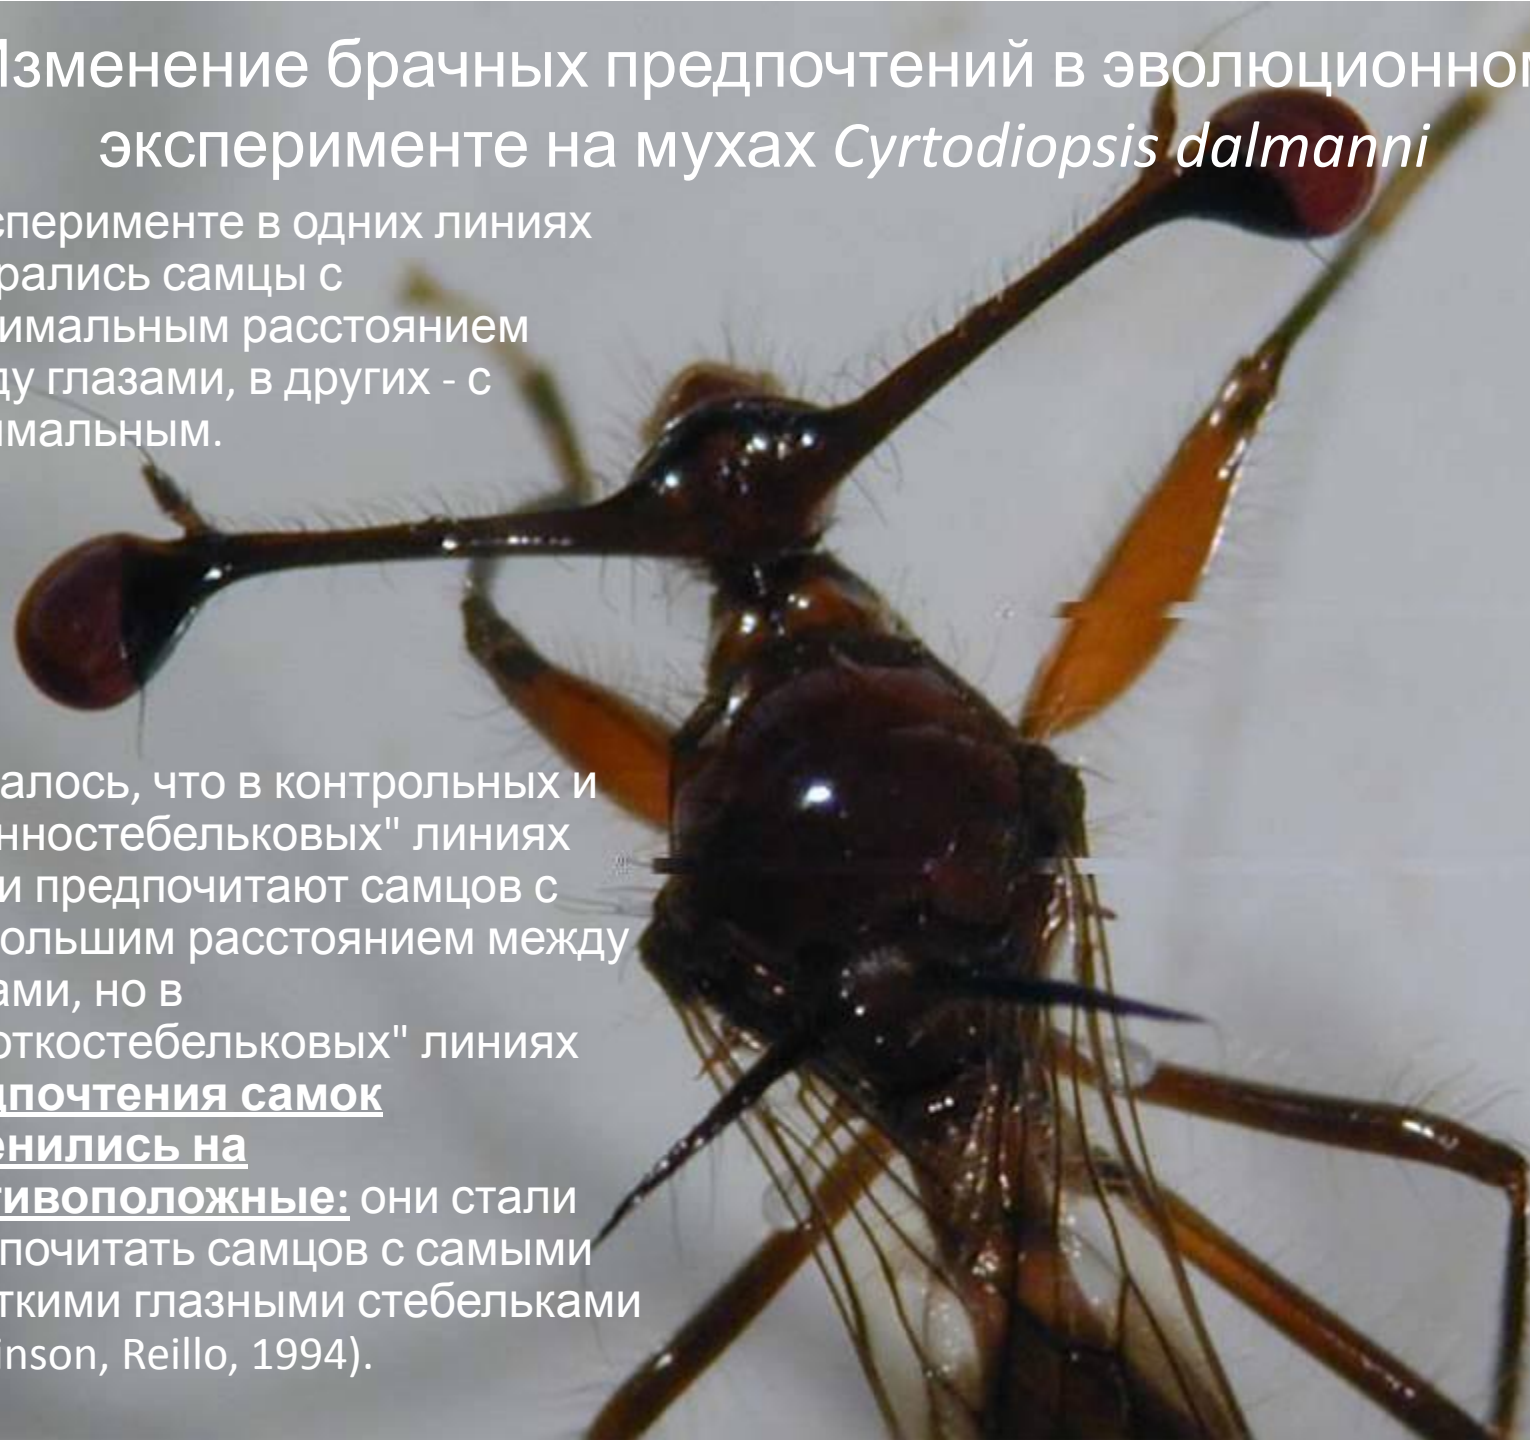 Изменение брачных предпочтений в эволюционном
эксперименте на мухах Cyrtodiopsis dalmanni
сперименте в одних линиях
рались самцы с
имальным расстоянием
ду глазами, в других - с
имальным.
алось, что в контрольных и
нностебельковых" линиях
и предпочитают самцов с
ольшим расстоянием между
ами, но в
откостебельковых" линиях
дпочтения самок
енились на
тивоположные: они стали
почитать самцов с самыми
ткими глазными стебельками
inson, Reillo, 1994).